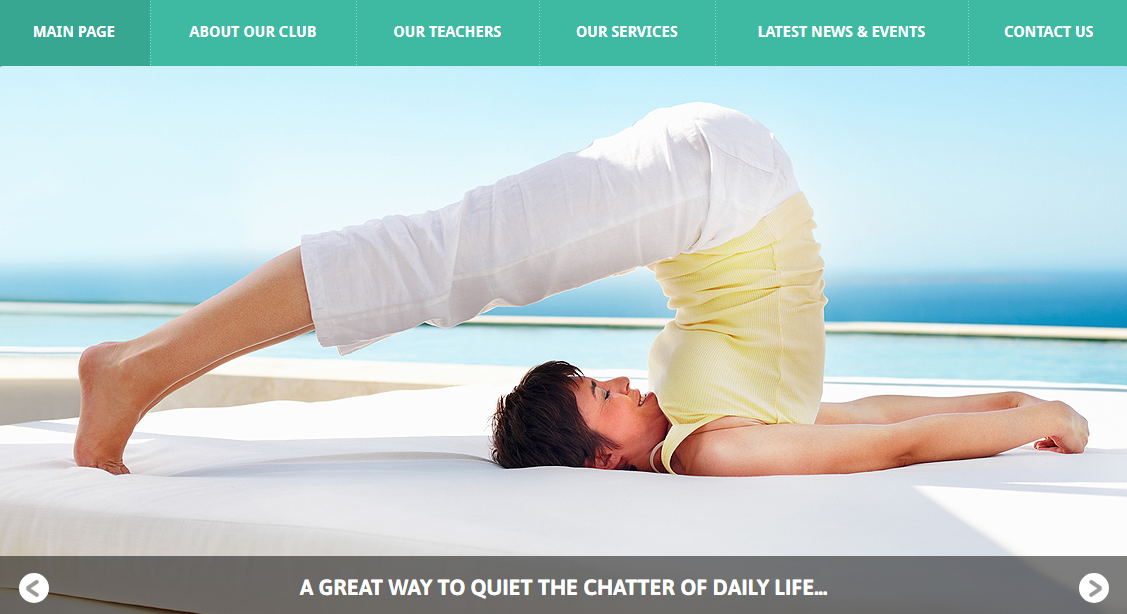 MAIN PAGE
ABOUT OUR CLUB
OUR TEACHERS
OUR SERVICES
LATEST NEWS & EVENTS
CONTACT US
A GREAT WAY TO QUIET THE CHATTER OF DAILY LIFE...